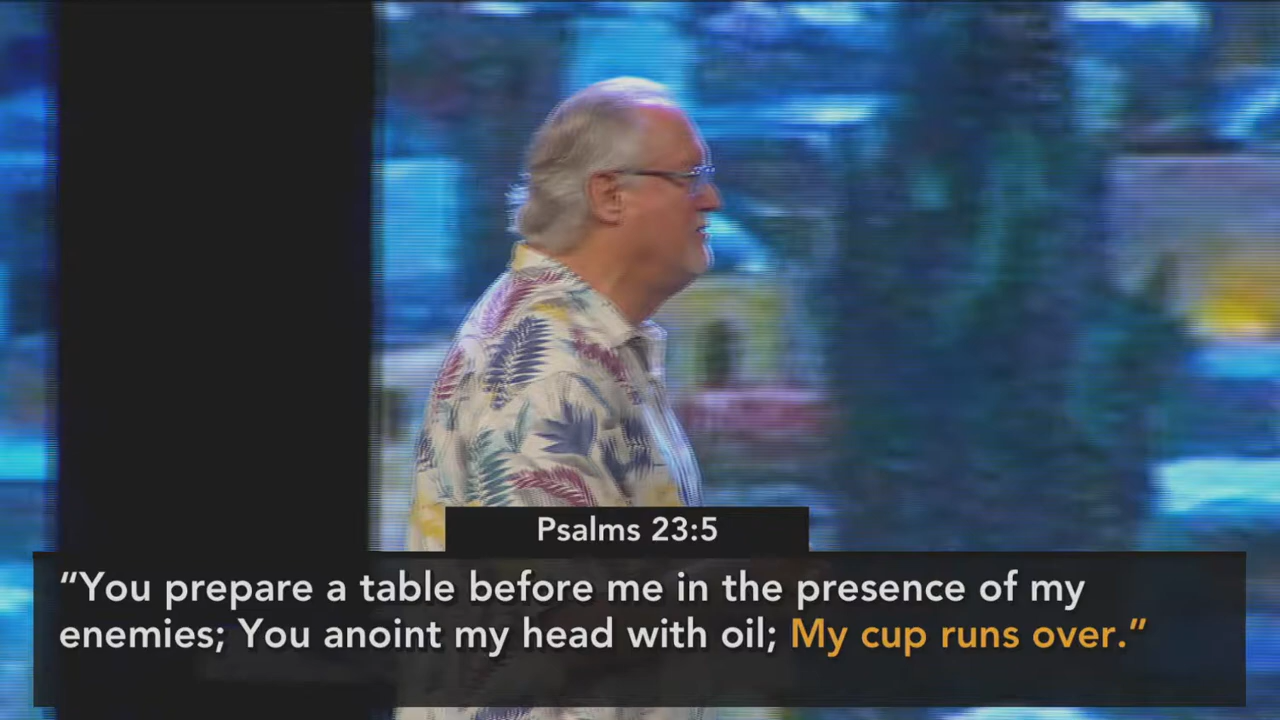 Psalms 23:5
“You prepare a table before me in the presence of my
enemies; You anoint my head with oil; My cup runs over.”